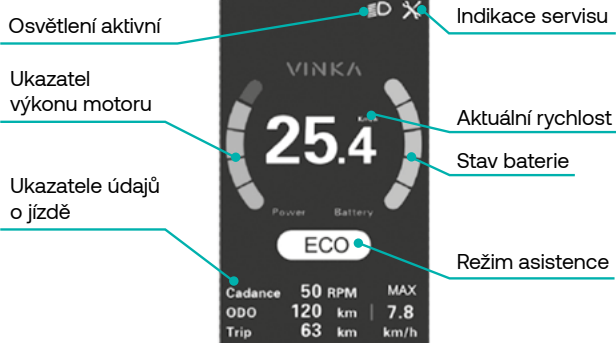 Osvětlení aktivní
Indikace servisu
VINKA
Ukazatel
výkonu motoru
25.4
Aktuální rychlost
Stav baterie
Ukazatele údajů
o jízdě
Power Battery
ECO
Režim asistence
Cadance 50 RPM MAX
ODO 120 km 7.8
Trip 63 km km/h